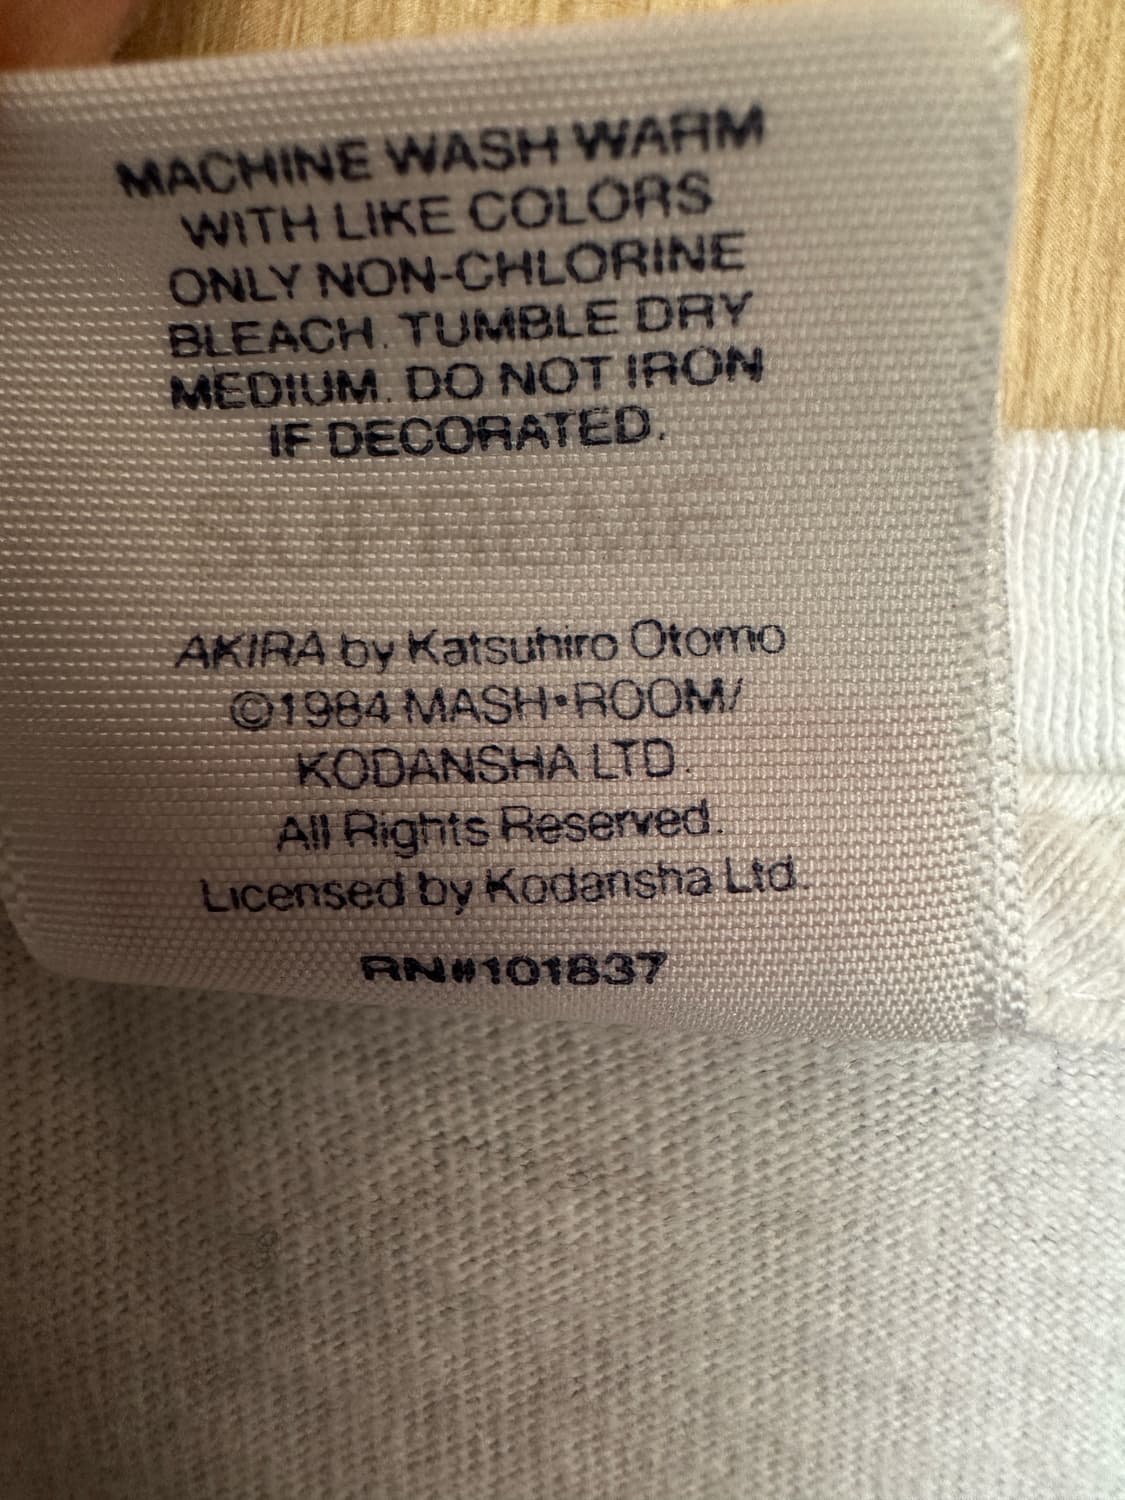 MACHINE WASH WARM
WITH LIKE COLORS
ONLY NON-CHLORINE
BLEACH. TUMBLE DRY
MEDIUM. DO NOT IRON
IF DECORATED.
AKIRA by Katsuhiro Otomo
©1984 MASH•ROOM/
KODANSHA LTD.
All Rights Reserved.
Licensed by Kodansha Ltd.
RN#101837